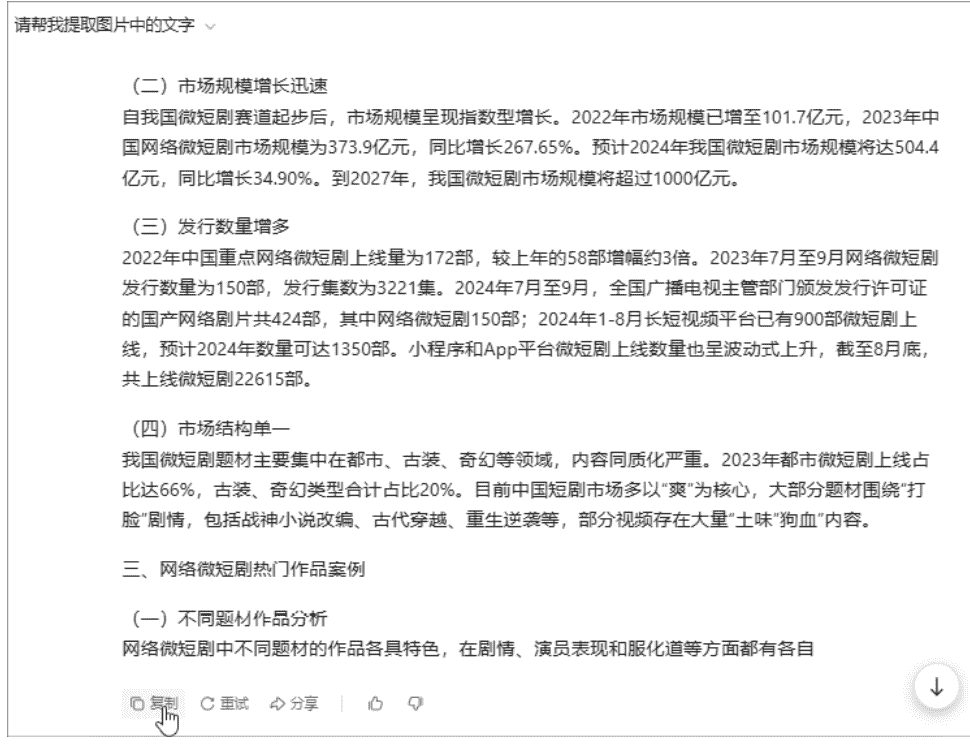 请帮我提取图片中的文字
（二）市场规模增长迅速
自我国微短剧赛道起步后，市场规模呈现指数型增长。2022年市场规模已增至101.7亿元，2023年中
国网络微短剧市场规模为373.9亿元，同比增长267.65%。预计2024年我国微短剧市场规模将达504.4
亿元，同比增长34.90%。到2027年，我国微短剧市场规模将超过1000亿元。
（三）发行数量增多
2022年中国重点网络微短剧上线量为172部，较上年的58部增幅约3倍。2023年7月至9月网络微短剧
发行数量为150部，发行集数为3221集。2024年7月至9月，全国广播电视主管部门颁发发行许可证
的国产网络剧片共424部，其中网络微短剧150部；2024年1-8月长短视频平台已有900部微短剧上
线，预计2024年数量可达1350部。小程序和App平台微短剧上线数量也呈波动式上升，截至8月底，
共上线微短剧22615部。
（四）市场结构单一
我国微短剧题材主要集中在都市、古装、奇幻等领域，内容同质化严重。2023年都市微短剧上线占
比达66%，古装、奇幻类型合计占比20%。目前中国短剧市场多以“爽”为核心，大部分题材围绕“打
脸”剧情，包括战神小说改编、古代穿越、重生逆袭等，部分视频存在大量“土味”狗血”内容。
三、网络微短剧热门作品案例
（一）不同题材作品分析
网络微短剧中不同题材的作品各具特色，在剧情、演员表现和服化道等方面都有各自
复制 重试 分享